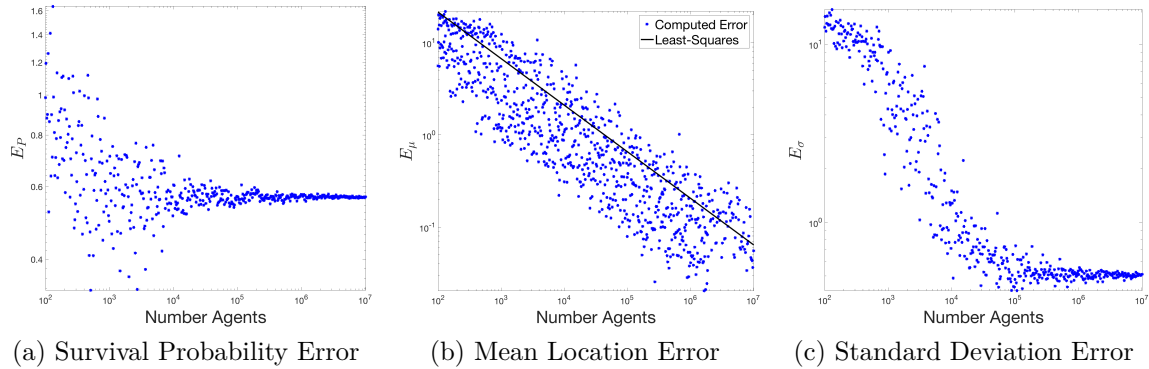 1.6
1.4
1.2
1
0.8
0.6
0.4
E_P
10^2 10^3 10^4 10^5 10^6 10^7
Number Agents
(a) Survival Probability Error
10^1
10^0
10^-1
E_μ
Computed Error
Least-Squares
10^2 10^3 10^4 10^5 10^6 10^7
Number Agents
(b) Mean Location Error
10^1
10^0
E_σ
10^2 10^3 10^4 10^5 10^6 10^7
Number Agents
(c) Standard Deviation Error